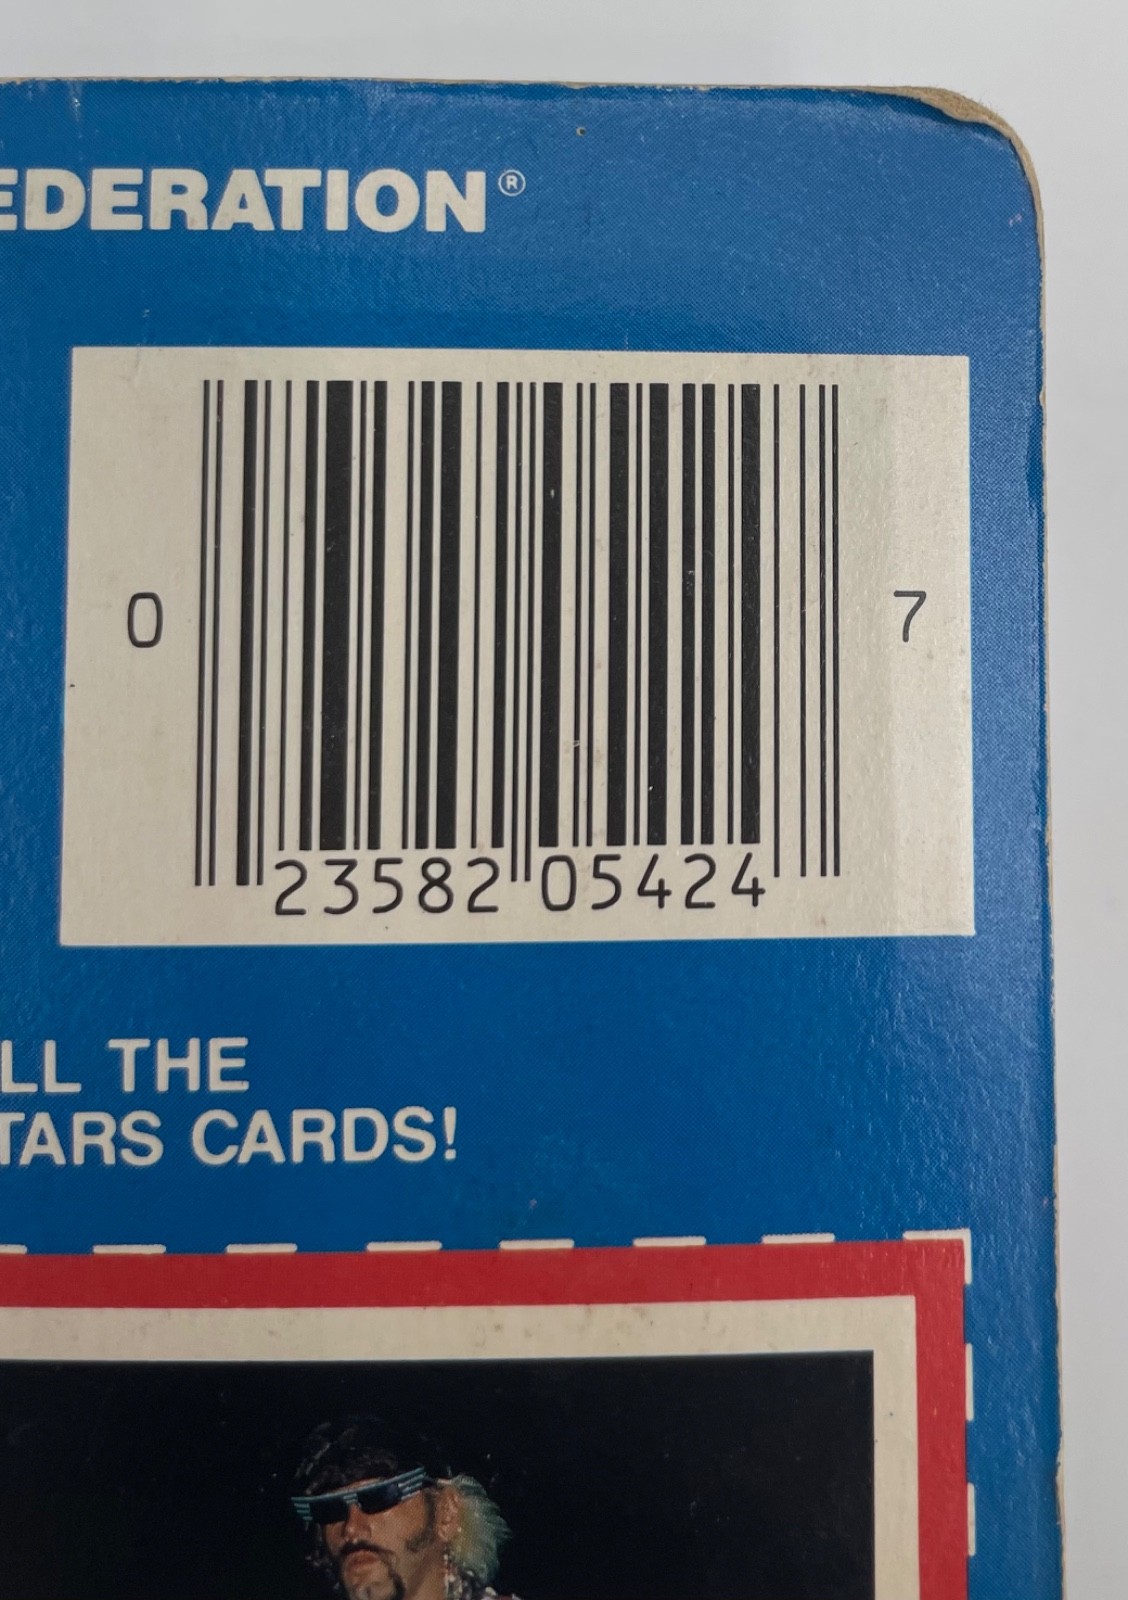 EDERATION®
0 7
23582 05424
LL THE
TARS CARDS!